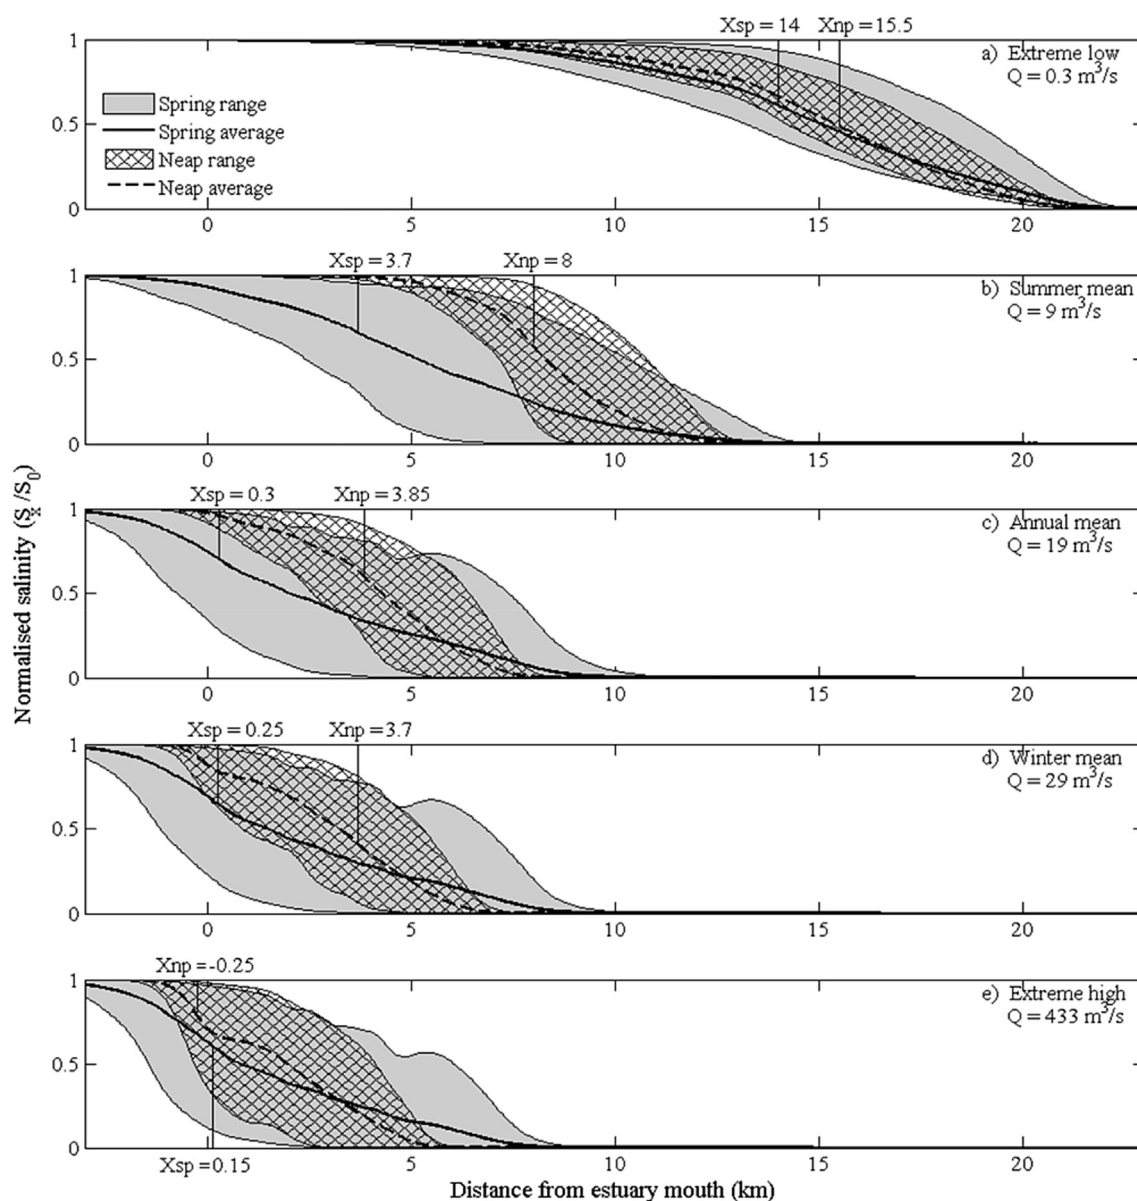 Xsp = 14 Xnp = 15.5
1
a) Extreme low
Q = 0.3 m³/s
Spring range
Spring average
0.5
Neap range
Neap average
0
0 5 10 15 20
Xsp = 3.7 Xnp = 8
1
b) Summer mean
Q = 9 m³/s
0.5
0
0 5 10 15 20
Xsp = 0.3 Xnp = 3.85
1
c) Annual mean
Q = 19 m³/s
0.5
0
0 5 10 15 20
Normalised salinity (Sx/S0)
Xsp = 0.25 Xnp = 3.7
1
d) Winter mean
Q = 29 m³/s
0.5
0
0 5 10 15 20
Xnp = -0.25
1
e) Extreme high
Q = 433 m³/s
0.5
0
0 5 10 15 20
Xsp = 0.15
Distance from estuary mouth (km)